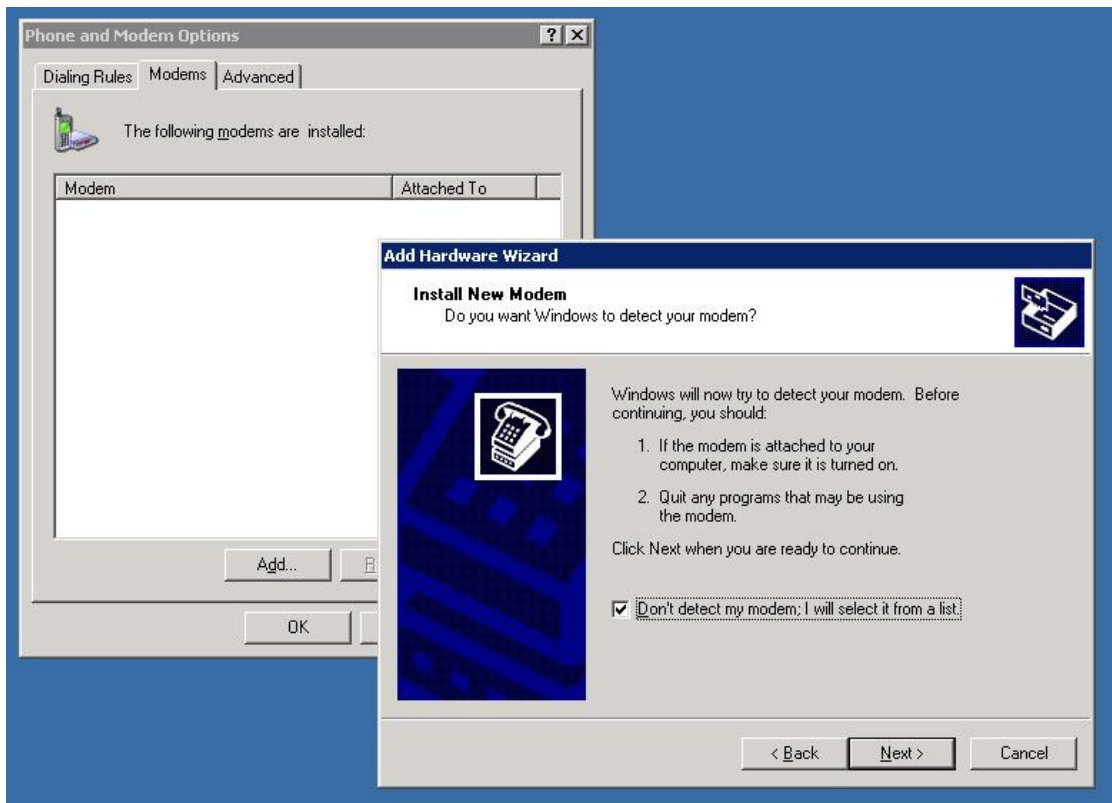 Phone and Modem Options
Dialing Rules Modems Advanced
The following modems are installed:
Modem Attached To
Add...
OK
Add Hardware Wizard
Install New Modem
Do you want Windows to detect your modem?
Windows will now try to detect your modem. Before
continuing, you should:
1. If the modem is attached to your
computer, make sure it is turned on.
2. Quit any programs that may be using
the modem.
Click Next when you are ready to continue.
Don't detect my modem; I will select it from a list.
< Back Next > Cancel